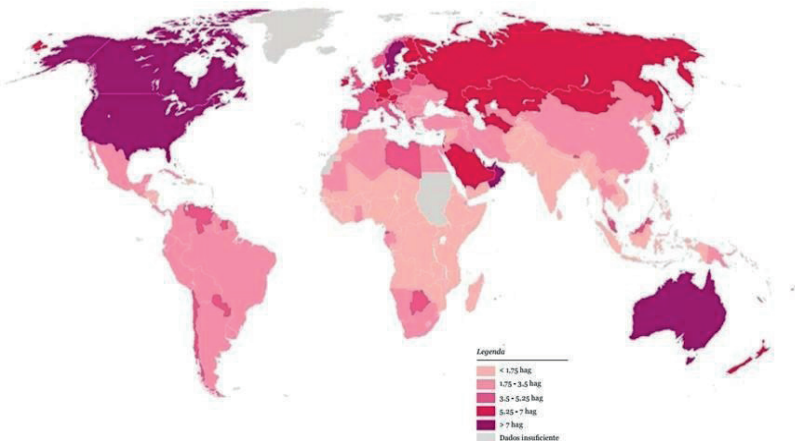 Legenda
< 1,75 hag
1,75 - 3,5 hag
3,5 - 5,25 hag
5,25 - 7 hag
> 7 hag
Dados insuficiente